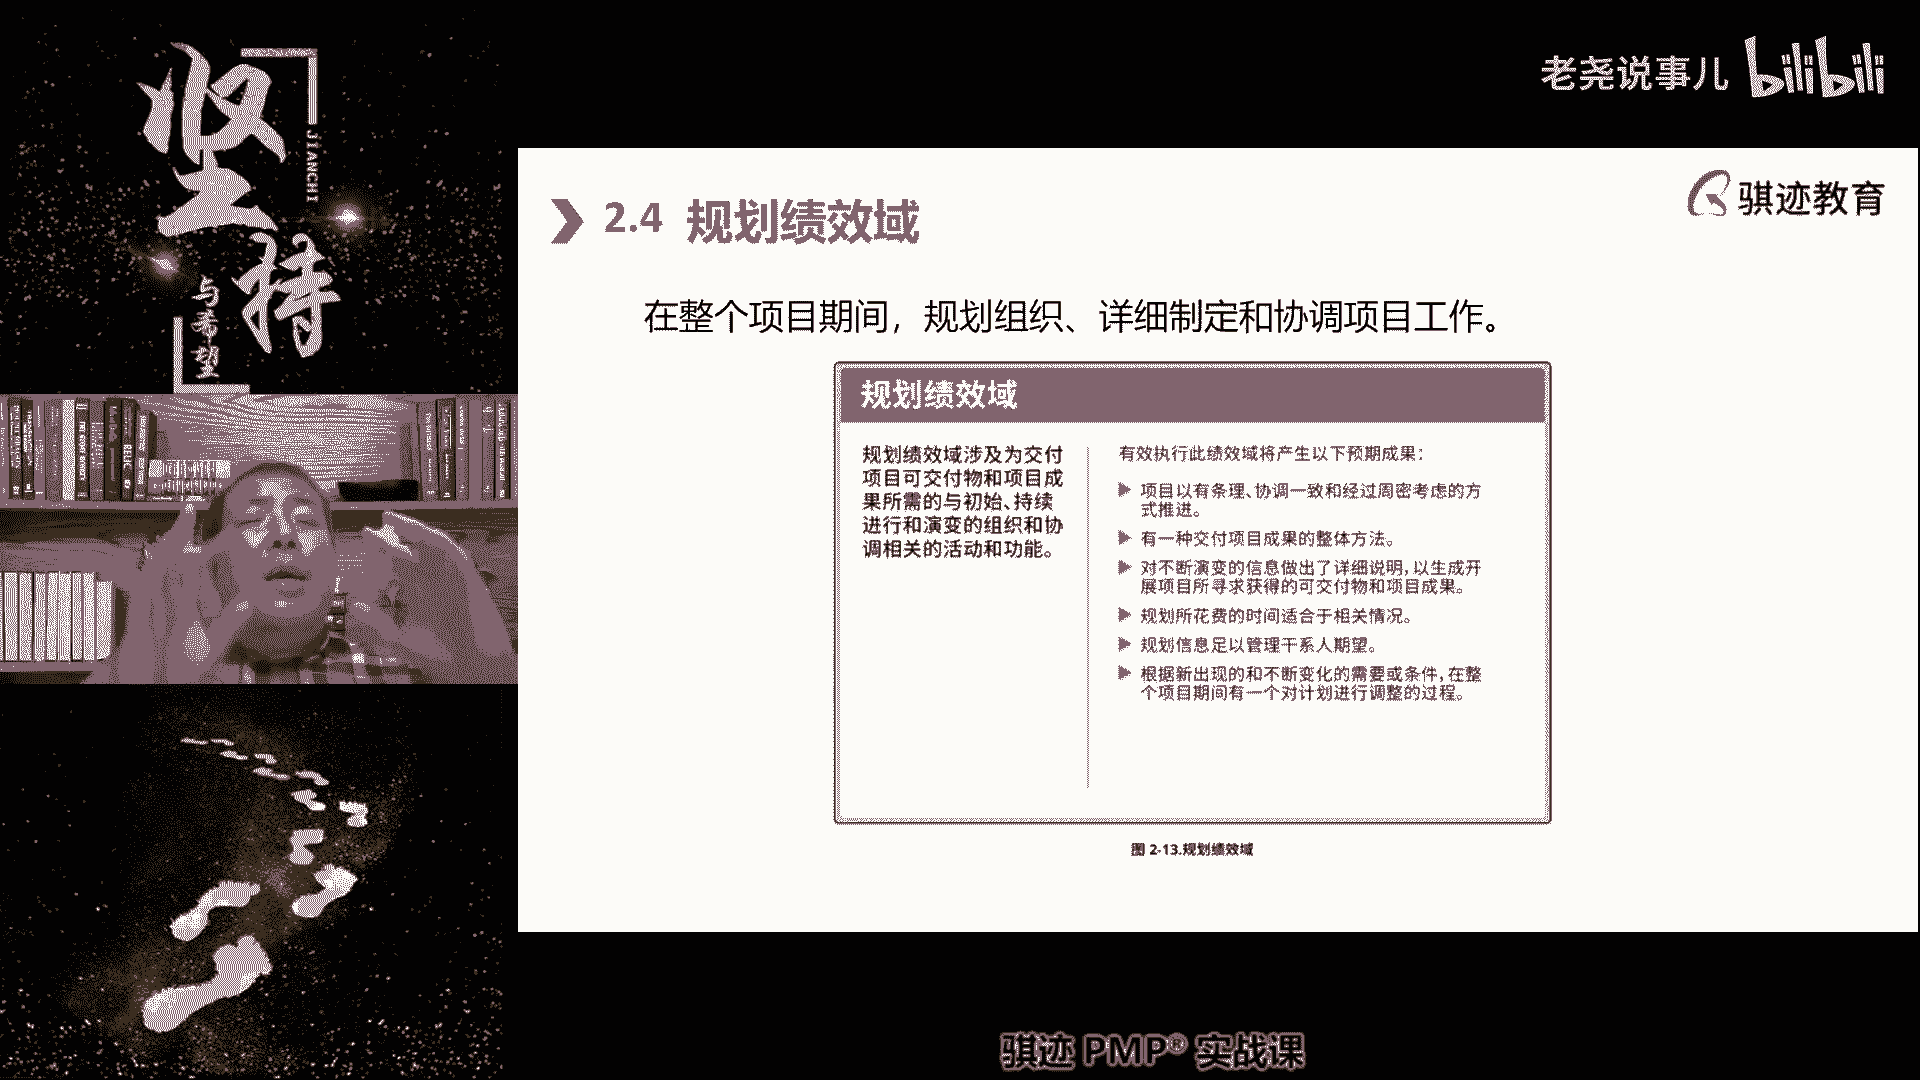 坚
持
JIANCHI
与希望
老尧说事儿 bilibili
骐迹教育
2.4 规划绩效域
在整个项目期间，规划组织、详细制定和协调项目工作。
规划绩效域
规划绩效域涉及为交付
项目可交付物和项目成
果所需的与初始、持续
进行和演变的组织和协
调相关的活动和功能。
有效执行此绩效域将产生以下预期成果：
项目以有条理、协调一致和经过周密考虑的方
式推进。
有一种交付项目成果的整体方法。
对不断演变的信息做出了详细说明，以生成开
展项目所寻求获得的可交付物和项目成果。
规划所花费的时间适合于相关情况。
规划信息足以管理干系人期望。
根据新出现的和不断变化的需要或条件，在整
个项目期间有一个对计划进行调整的过程。
图 2-13.规划绩效域
骐迹 PMP® 实战课